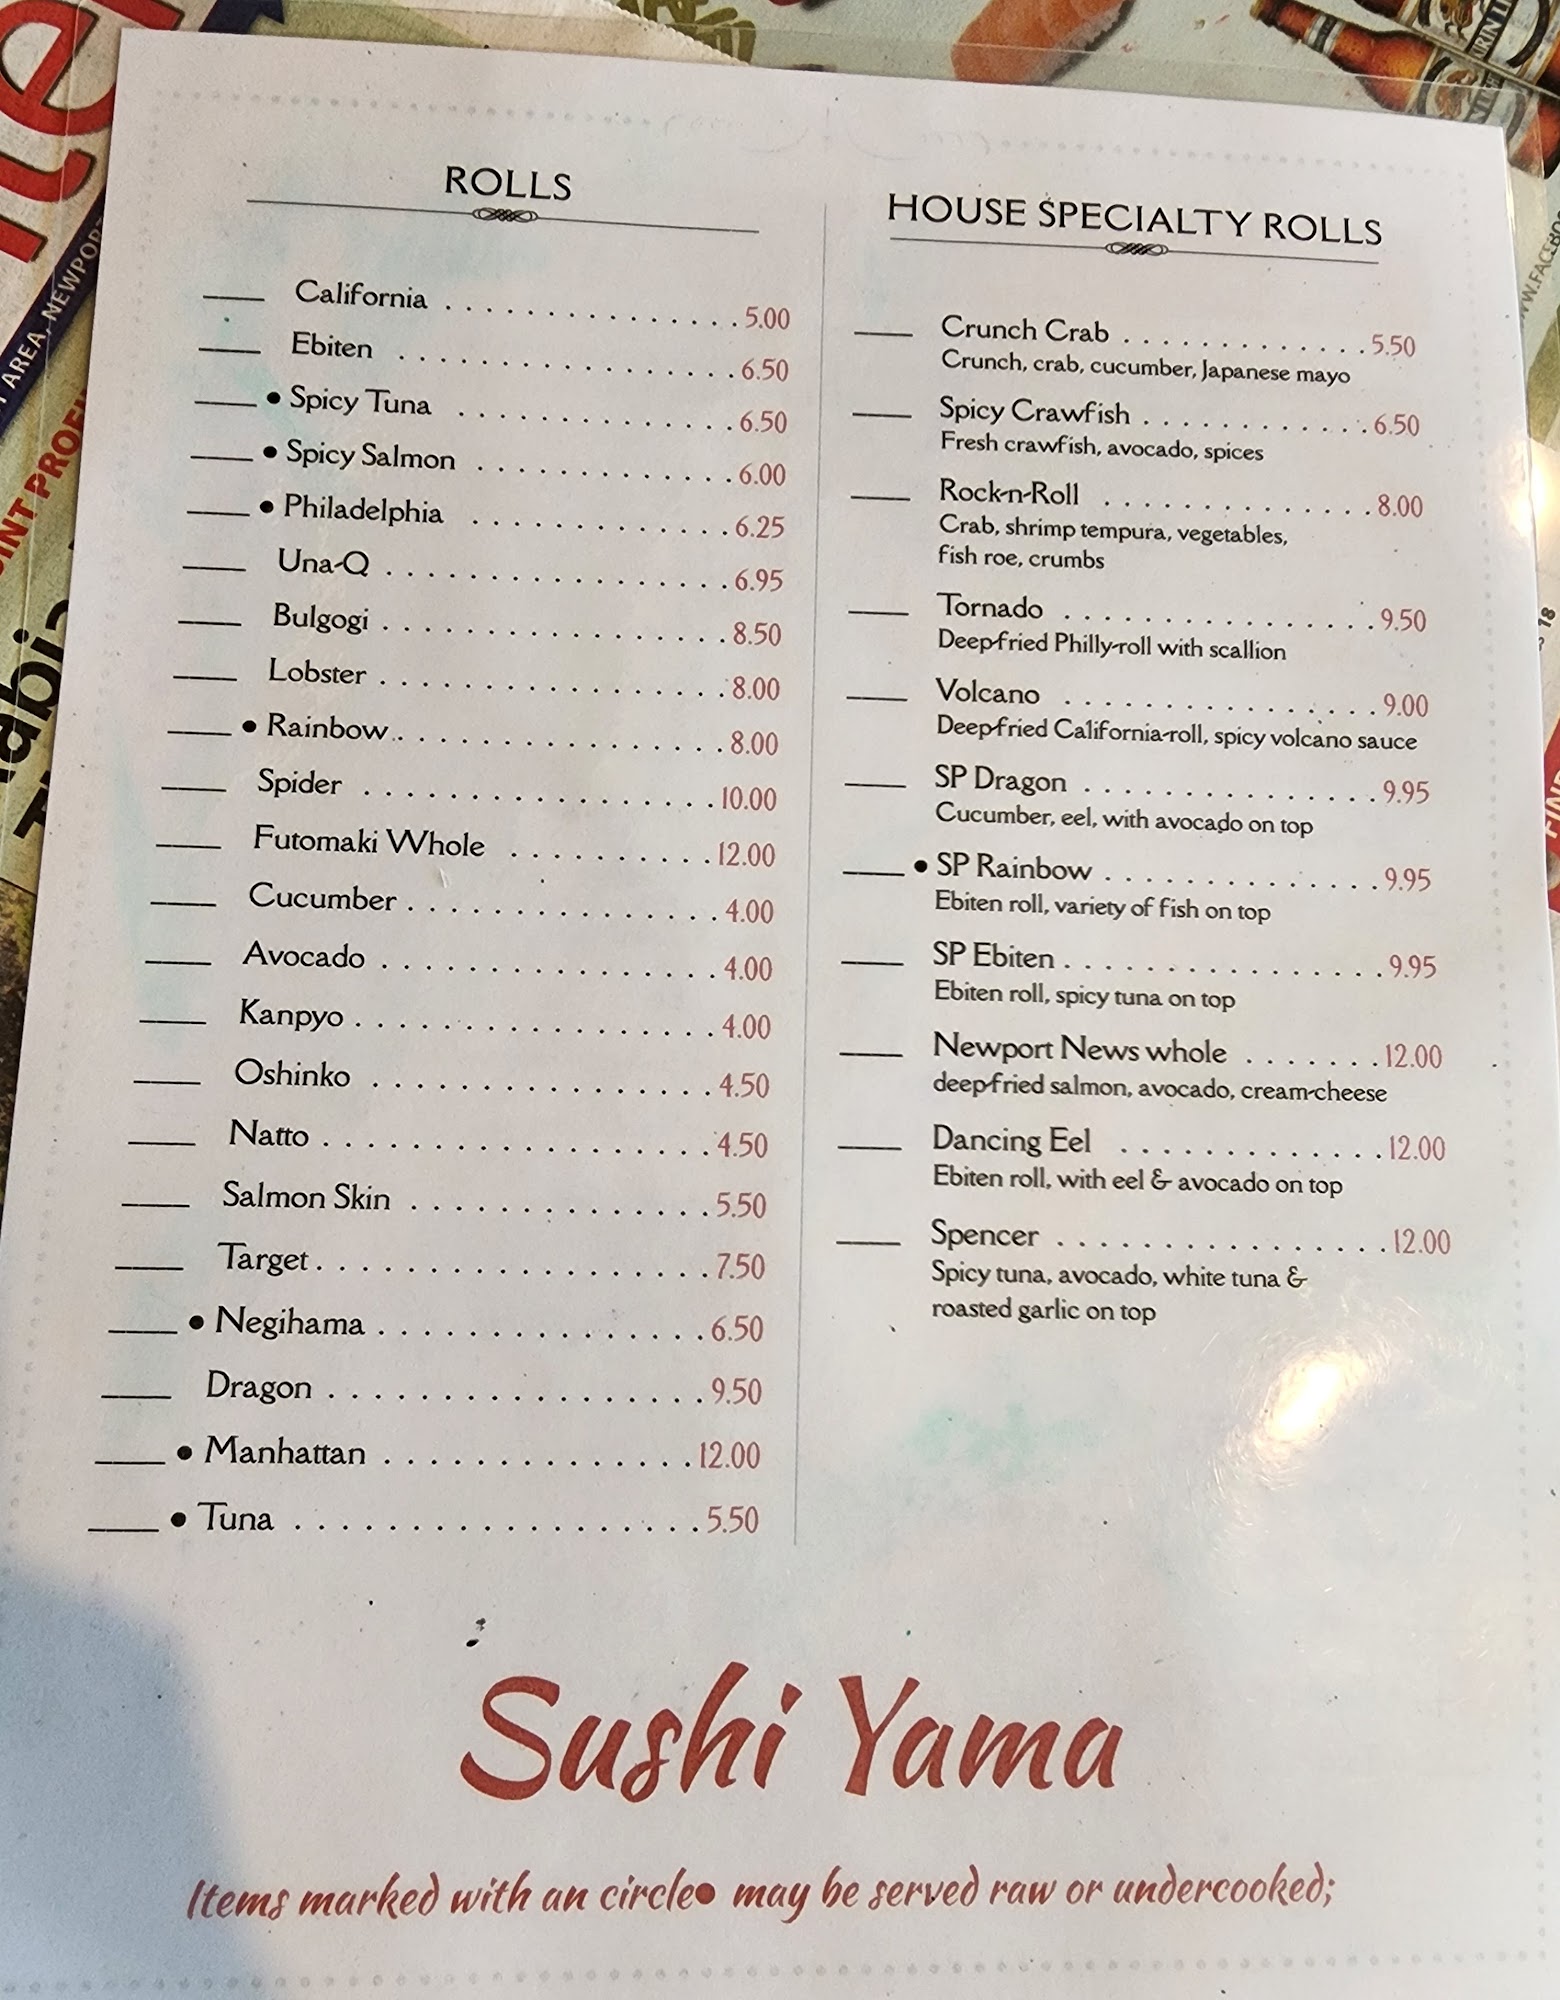 ROLLS
California . . . . . . . . . . . . . . . 5.00
Ebiten . . . . . . . . . . . . . . . . 6.50
• Spicy Tuna . . . . . . . . . . . . . 6.50
• Spicy Salmon . . . . . . . . . . . . 6.00
• Philadelphia . . . . . . . . . . . . 6.25
Una-Q . . . . . . . . . . . . . . . . 6.95
Bulgogi . . . . . . . . . . . . . . . . 8.50
Lobster . . . . . . . . . . . . . . . . 8.00
• Rainbow . . . . . . . . . . . . . . . 8.00
Spider . . . . . . . . . . . . . . . . 10.00
Futomaki Whole . . . . . . . . . . 12.00
Cucumber . . . . . . . . . . . . . . 4.00
Avocado . . . . . . . . . . . . . . . 4.00
Kanpyo . . . . . . . . . . . . . . . . 4.00
Oshinko . . . . . . . . . . . . . . . 4.50
Natto . . . . . . . . . . . . . . . . . 4.50
Salmon Skin . . . . . . . . . . . . . 5.50
Target . . . . . . . . . . . . . . . . . 7.50
• Negihama . . . . . . . . . . . . . . 6.50
Dragon . . . . . . . . . . . . . . . . 9.50
• Manhattan . . . . . . . . . . . . . 12.00
• Tuna . . . . . . . . . . . . . . . . . 5.50
HOUSE SPECIALTY ROLLS
Crunch Crab . . . . . . . . . . . . . 5.50
Crunch, crab, cucumber, Japanese mayo
Spicy Crawfish . . . . . . . . . . . . 6.50
Fresh crawfish, avocado, spices
Rock-n-Roll . . . . . . . . . . . . . . 8.00
Crab, shrimp tempura, vegetables,
fish roe, crumbs
Tornado . . . . . . . . . . . . . . . . 9.50
Deep-fried Philly-roll with scallion
Volcano . . . . . . . . . . . . . . . . 9.00
Deep-fried California-roll, spicy volcano sauce
SP Dragon . . . . . . . . . . . . . . . 9.95
Cucumber, eel, with avocado on top
• SP Rainbow . . . . . . . . . . . . . . 9.95
Ebiten roll, variety of fish on top
SP Ebiten . . . . . . . . . . . . . . . . 9.95
Ebiten roll, spicy tuna on top
Newport News whole . . . . . . . 12.00
deep-fried salmon, avocado, cream-cheese
Dancing Eel . . . . . . . . . . . . . 12.00
Ebiten roll, with eel & avocado on top
Spencer . . . . . . . . . . . . . . . . 12.00
Spicy tuna, avocado, white tuna &
roasted garlic on top
Sushi Yama
Items marked with an circle• may be served raw or undercooked;
AREA, NEWPORT